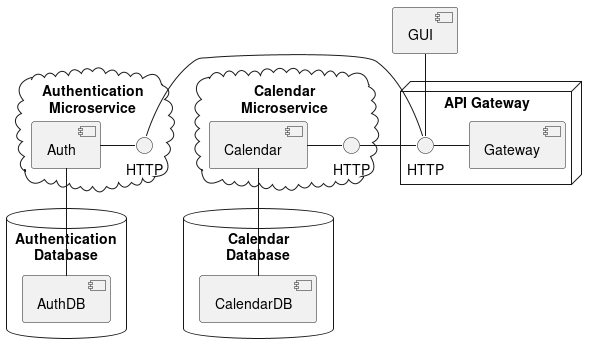 GUI
Authentication
Microservice
Auth
HTTP
Calendar
Microservice
Calendar
HTTP
API Gateway
HTTP
Gateway
Authentication
Database
AuthDB
Calendar
Database
CalendarDB